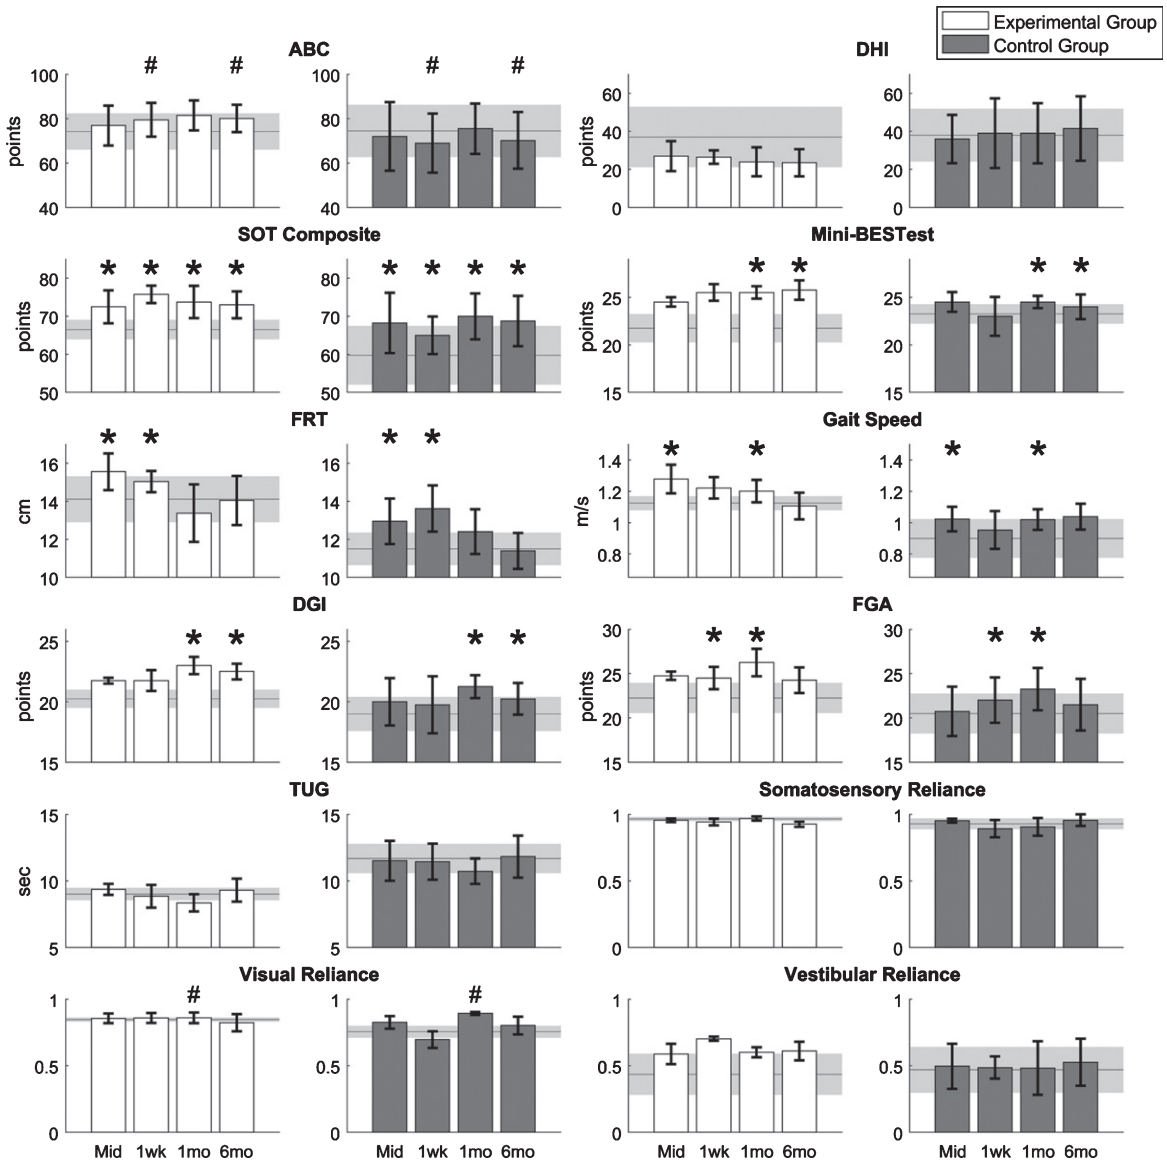 Experimental Group
Control Group
ABC
DHI
# # # #
100
80
60
40
points
100
80
60
40
60
40
20
0
points
60
40
20
0
SOT Composite
Mini-BESTest
* * * * * * * *
* * * *
80
70
60
50
points
80
70
60
50
25
20
15
points
25
20
15
FRT
Gait Speed
* * * *
* * * *
16
14
12
10
cm
16
14
12
10
1.4
1.2
1
0.8
m/s
1.4
1.2
1
0.8
DGI
FGA
* * * *
* * * *
25
20
15
points
25
20
15
30
25
20
15
points
30
25
20
15
TUG
Somatosensory Reliance
15
10
5
sec
15
10
5
1
0.5
0
1
0.5
0
Visual Reliance
Vestibular Reliance
# #
1
0.5
0
1
0.5
0
1
0.5
0
1
0.5
0
Mid 1wk 1mo 6mo
Mid 1wk 1mo 6mo
Mid 1wk 1mo 6mo
Mid 1wk 1mo 6mo